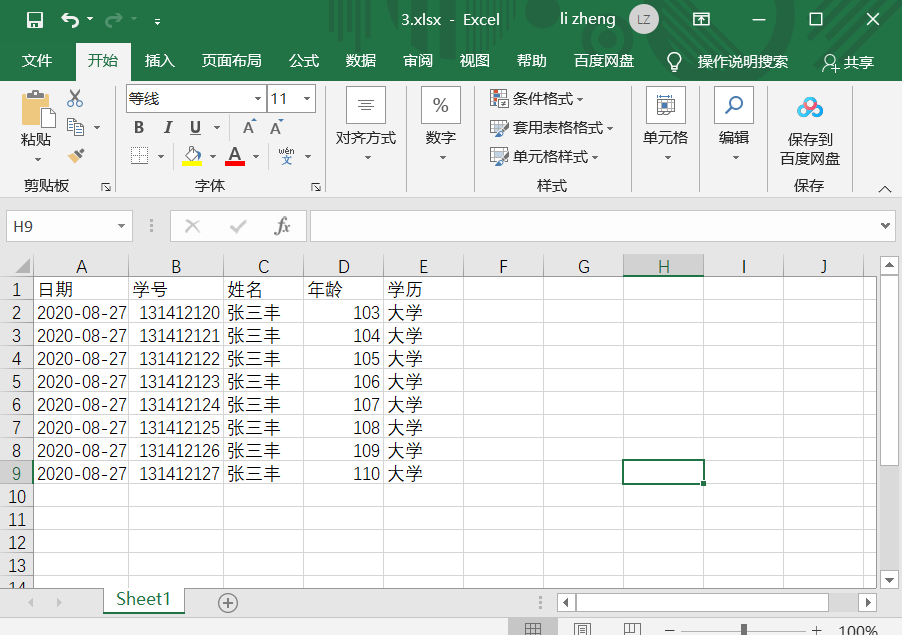 3.xlsx - Excel
li zheng
LZ
文件 开始 插入 页面布局 公式 数据 审阅 视图 帮助 百度网盘 操作说明搜索 共享
等线 11
B I U A A
A wén 文
粘贴
对齐方式
%
数字
条件格式
套用表格格式
单元格样式
单元格
编辑
保存到
百度网盘
剪贴板 字体 样式 保存
H9 fx
A B C D E F G H I J
1 日期 学号 姓名 年龄 学历
2 2020-08-27 131412120 张三丰 103 大学
3 2020-08-27 131412121 张三丰 104 大学
4 2020-08-27 131412122 张三丰 105 大学
5 2020-08-27 131412123 张三丰 106 大学
6 2020-08-27 131412124 张三丰 107 大学
7 2020-08-27 131412125 张三丰 108 大学
8 2020-08-27 131412126 张三丰 109 大学
9 2020-08-27 131412127 张三丰 110 大学
10
11
12
13
14
Sheet1
100%